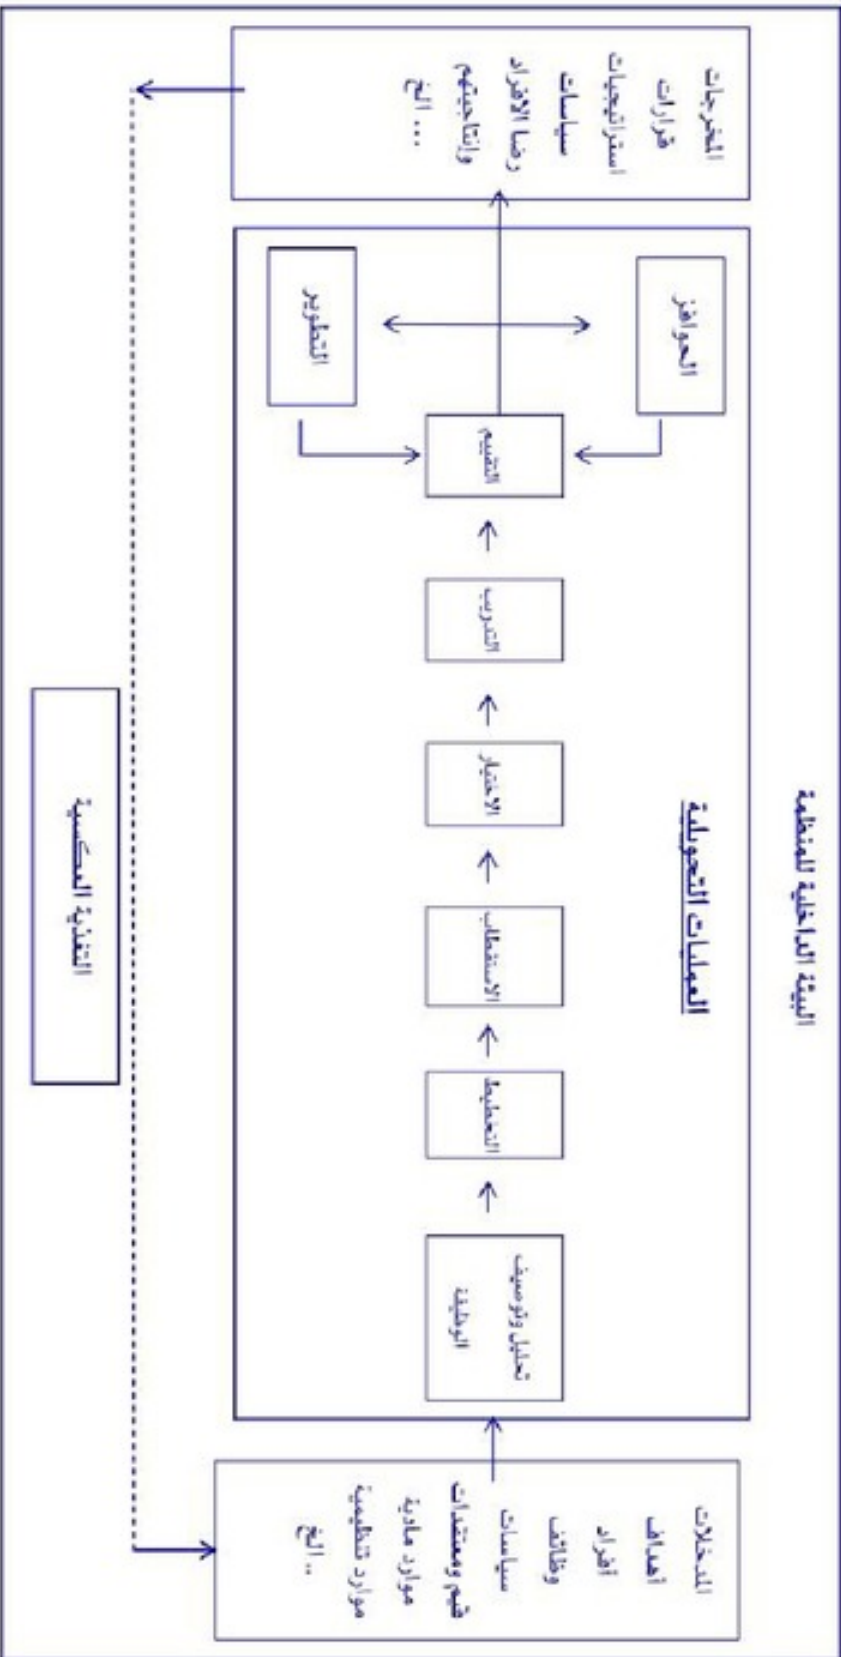 البيئة الداخلية للمنظمة
المدخلات
أهداف
أفراد
وظائف
سياسات
قيم ومعتقدات
موارد مادية
موارد تنظيمية
.. الخ
العمليات التحويلية
تحليل وتوصيف
الوظيفة
التخطيط
الاستقطاب
الاختيار
التدريب
التقييم
الحوافز
التطوير
المخرجات
قرارات
استراتيجيات
سياسات
رضا الافراد
وإنتاجيتهم
... الخ
التغذية العكسية